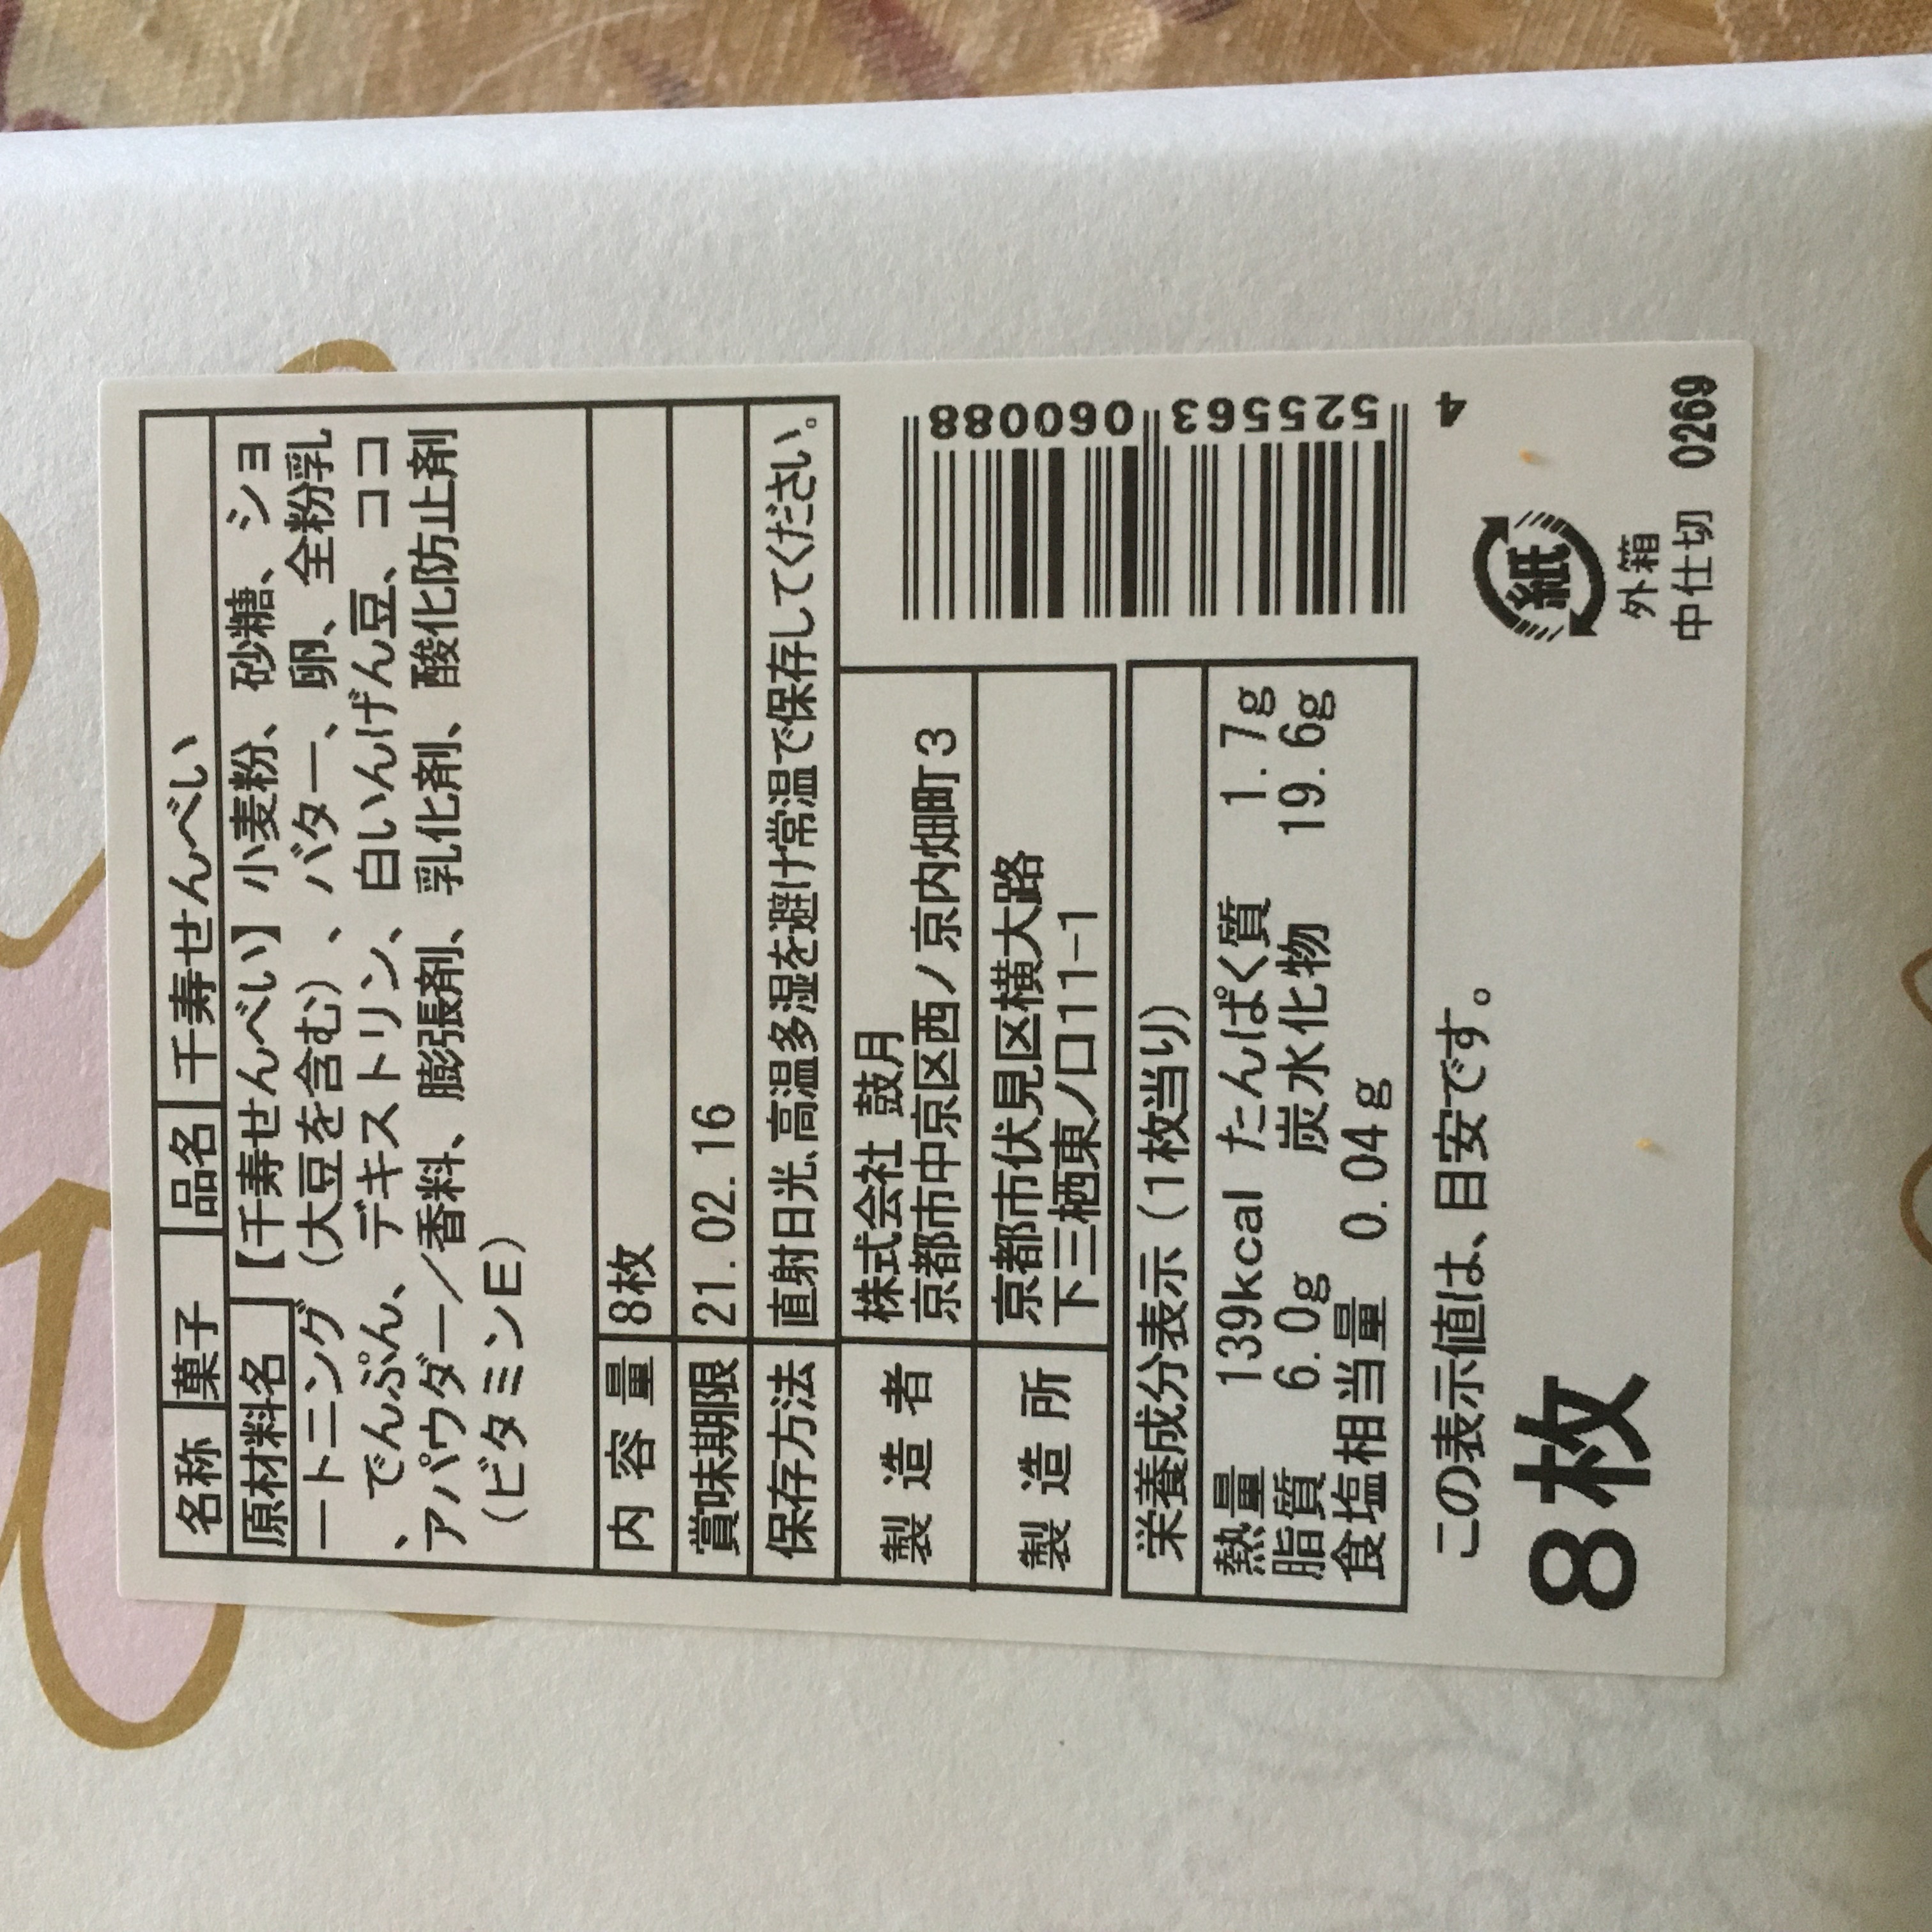 名称 菓子 品名 千寿せんべい
原材料名 【千寿せんべい】小麦粉、砂糖、ショ
ートニング（大豆を含む）、バター、卵、全粉乳
、でんぷん、デキストリン、白いんげん豆、ココ
アパウダー／香料、膨張剤、乳化剤、酸化防止剤
（ビタミンE）
内容量 8枚
賞味期限 21.02.16
保存方法 直射日光、高温多湿を避け常温で保存してください。
製造者 株式会社 鼓月
京都市中京区西ノ京内畑町3
製造所 京都市伏見区横大路
下三栖東ノ口11-1
4 525563 060088
栄養成分表示（1枚当り）
熱量 139kcal たんぱく質 1.7g
脂質 6.0g 炭水化物 19.6g
食塩相当量 0.04g
この表示値は、目安です。
8枚
紙
外箱
中仕切 0269